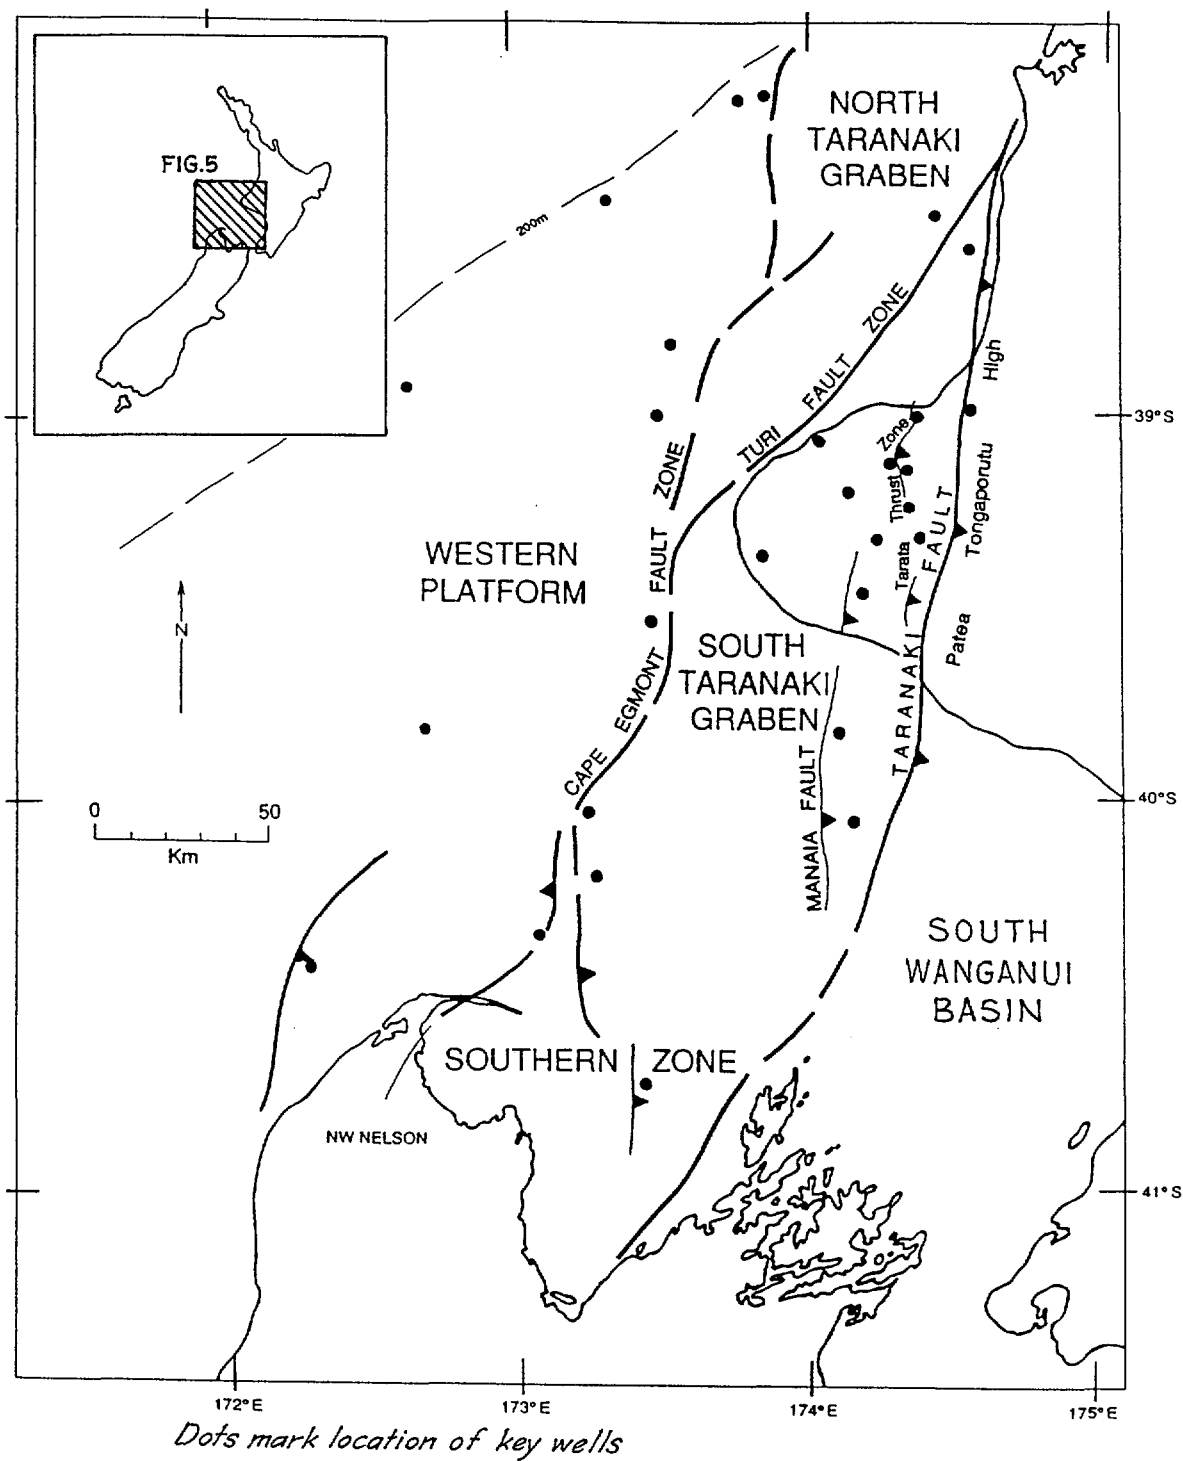 FIG.5
NORTH
TARANAKI
GRABEN
200m
TURI FAULT ZONE
High
39°S
Zone
Thrust
Tarata
Tongaporutu
Patea
TARANAKI FAULT
WESTERN
PLATFORM
CAPE EGMONT FAULT ZONE
N
SOUTH
TARANAKI
GRABEN
MANAIA FAULT
0 50
Km
40°S
SOUTH
WANGANUI
BASIN
SOUTHERN ZONE
NW NELSON
41°S
172°E 173°E 174°E 175°E
Dots mark location of key wells